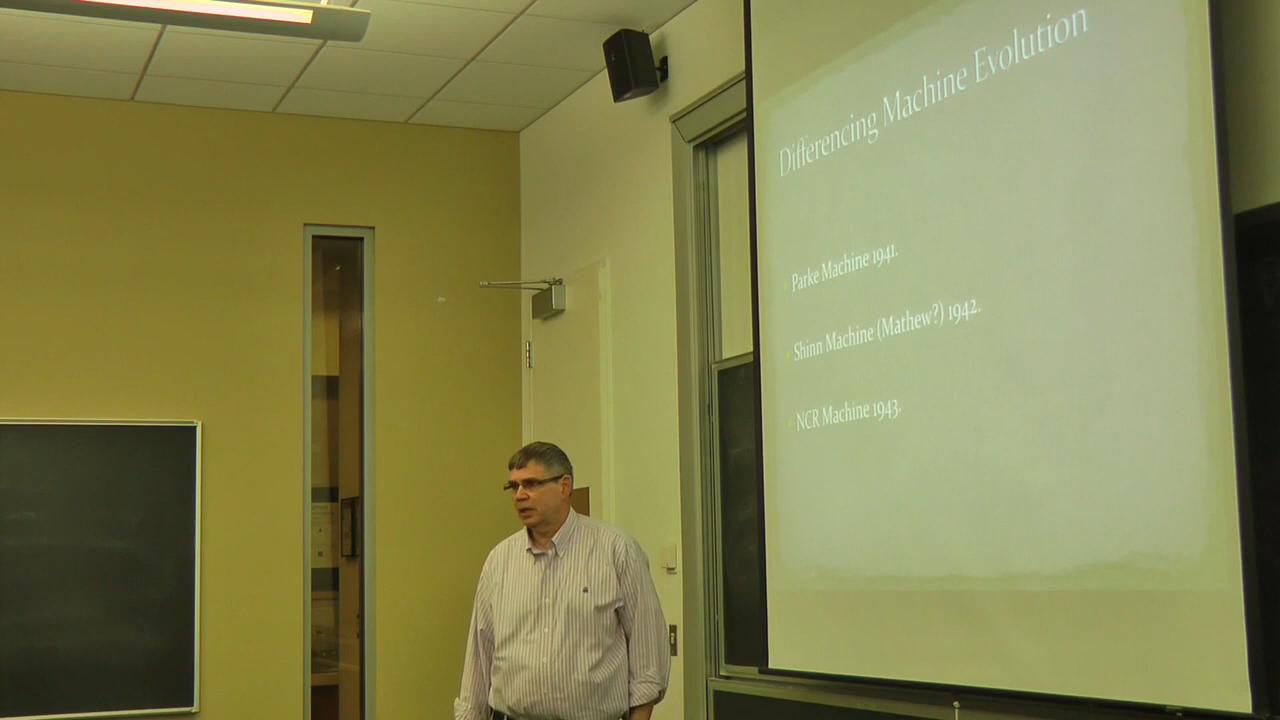 Differencing Machine Evolution
Parke Machine 1941.
Shinn Machine (Mathew?) 1942.
NCR Machine 1943.